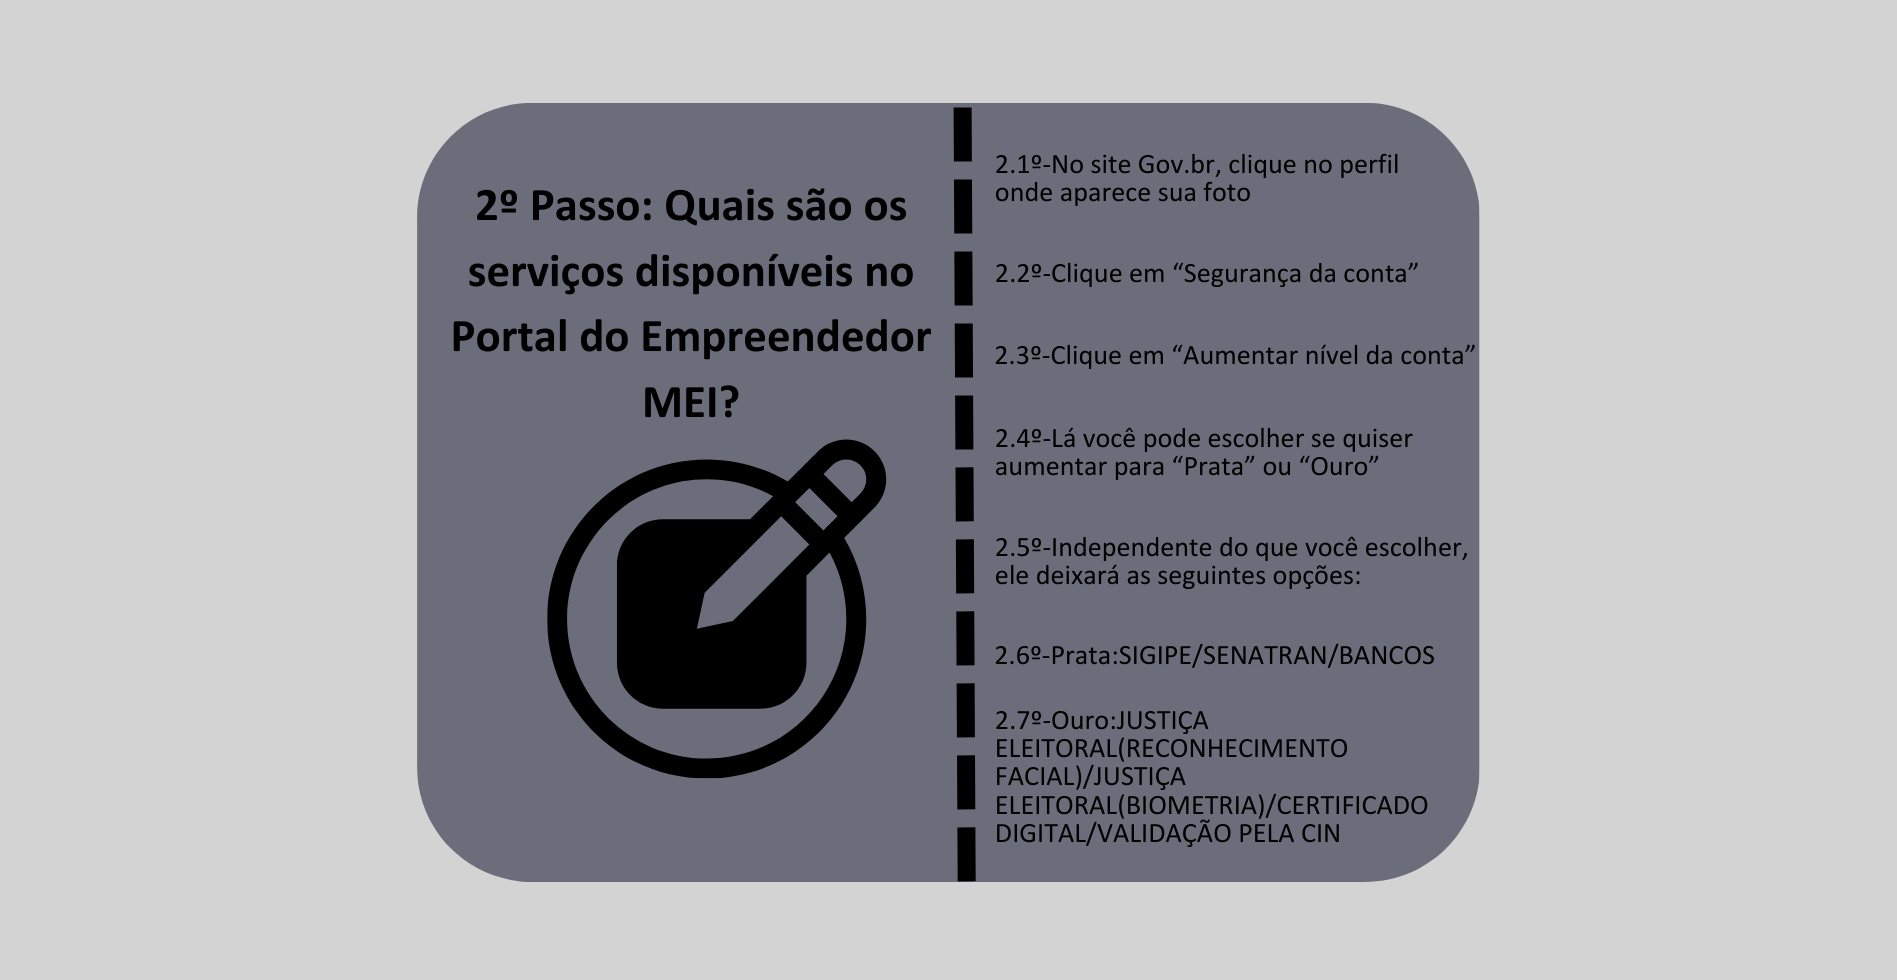 2º Passo: Quais são os
serviços disponíveis no
Portal do Empreendedor
MEI?
2.1º-No site Gov.br, clique no perfil
onde aparece sua foto
2.2º-Clique em “Segurança da conta”
2.3º-Clique em “Aumentar nível da conta”
2.4º-Lá você pode escolher se quiser
aumentar para “Prata” ou “Ouro”
2.5º-Independente do que você escolher,
ele deixará as seguintes opções:
2.6º-Prata:SIGIPE/SENATRAN/BANCOS
2.7º-Ouro:JUSTIÇA
ELEITORAL(RECONHECIMENTO
FACIAL)/JUSTIÇA
ELEITORAL(BIOMETRIA)/CERTIFICADO
DIGITAL/VALIDAÇÃO PELA CIN